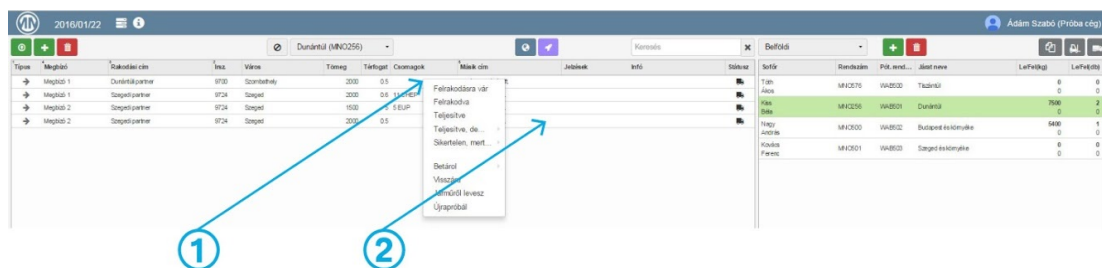 2016/01/22 Ádám Szabó (Próba cég)
Dunántúl (MNO256) Keresés Belföldi
Típus Megbízó Rakodási cím Irsz. Város Tömeg Térfogat Csomagok Másik cím Jelzések Infó Státusz Sofőr Rendszám Pót. rend... Járat neve Le/Fel(kg) Le/Fel(db)
Megbízó 1 Dunántúli partner 9700 Szombathely 2000 0.5
Megbízó 1 Szegedi partner 9724 Szeged 2000 0.6
Megbízó 2 Szegedi partner 9724 Szeged 1500 5 EUP
Megbízó 2 Szegedi partner 9724 Szeged 2000 0.5
Felrakodásra vár
Felrakodva
Teljesítve
Teljesítve, de...
Sikertelen, mert...
Betárol
Visszáru
Járműről levesz
Újrapróbál
Tóth Ákos MNO576 WAB500 Tiszántúl 0 0
0 0
Kiss Béla MNO256 WAB501 Dunántúl 7500 2
0 0
Nagy András MNO500 WAB502 Budapest és környéke 5400 1
0 0
Kovács Ferenc MNO501 WAB503 Szeged és környéke 0 0
0 0
1 2